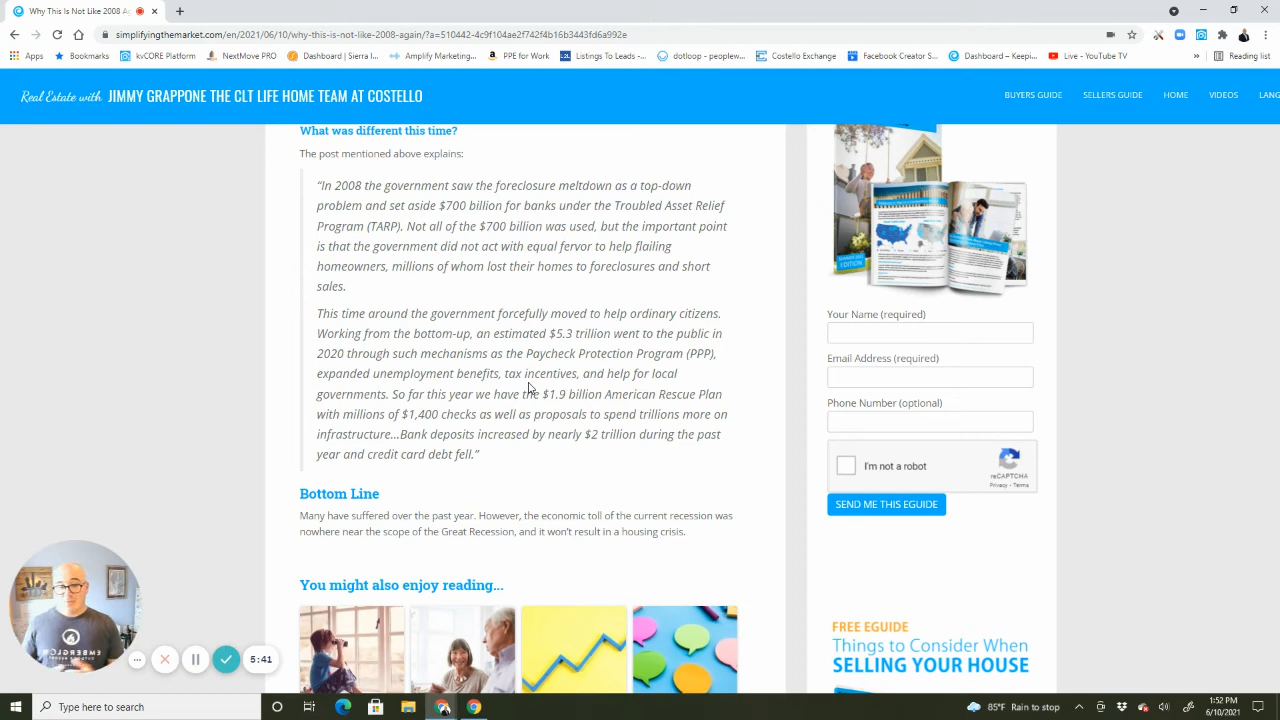 Why This Is Not Like 2008 A
simplifyingthemarket.com/en/2021/06/10/why-this-is-not-like-2008-again/?a=510442-4c9f104ae2f742f4b16b3443fd6a992e
Apps
Bookmarks
kvCORE Platform
NextMove PRO
Dashboard | Sierra I...
Amplify Marketing...
PPE for Work
Listings To Leads -...
dotloop - prospecti...
Costello Exchange
Facebook Creator S...
Dashboard – Keepi...
Live - YouTube TV
»
Reading list
Real Estate with JIMMY GRAPPONE THE CLT LIFE HOME TEAM AT COSTELLO
BUYERS GUIDE
SELLERS GUIDE
HOME
VIDEOS
LANG
What was different this time?
The post mentioned above explains:
“In 2008 the government saw the foreclosure meltdown as a top-down
problem and set aside $700 billion for banks under the Troubled Asset Relief
Program (TARP). Not all of the $700 billion was used, but the important point
is that the government did not act with equal fervor to help flailing
homeowners, millions of whom lost their homes to foreclosures and short
sales.
This time around the government forcefully moved to help ordinary citizens.
Working from the bottom-up, an estimated $5.3 trillion went to the public in
2020 through such mechanisms as the Paycheck Protection Program (PPP),
expanded unemployment benefits, tax incentives, and help for local
governments. So far this year we have the $1.9 billion American Rescue Plan
with millions of $1,400 checks as well as proposals to spend trillions more on
infrastructure…Bank deposits increased by nearly $2 trillion during the past
year and credit card debt fell.”
Bottom Line
Many have suffered over the past year. However, the economic toll of the current recession was
nowhere near the scope of the Great Recession, and it won’t result in a housing crisis.
You might also enjoy reading...
EDITION
Your Name (required)
Email Address (required)
Phone Number (optional)
I'm not a robot
reCAPTCHA
Privacy - Terms
SEND ME THIS EGUIDE
FREE EGUIDE
Things to Consider When
SELLING YOUR HOUSE
5:41
Type here to search
85°F Rain to stop
1:52 PM
6/10/2021